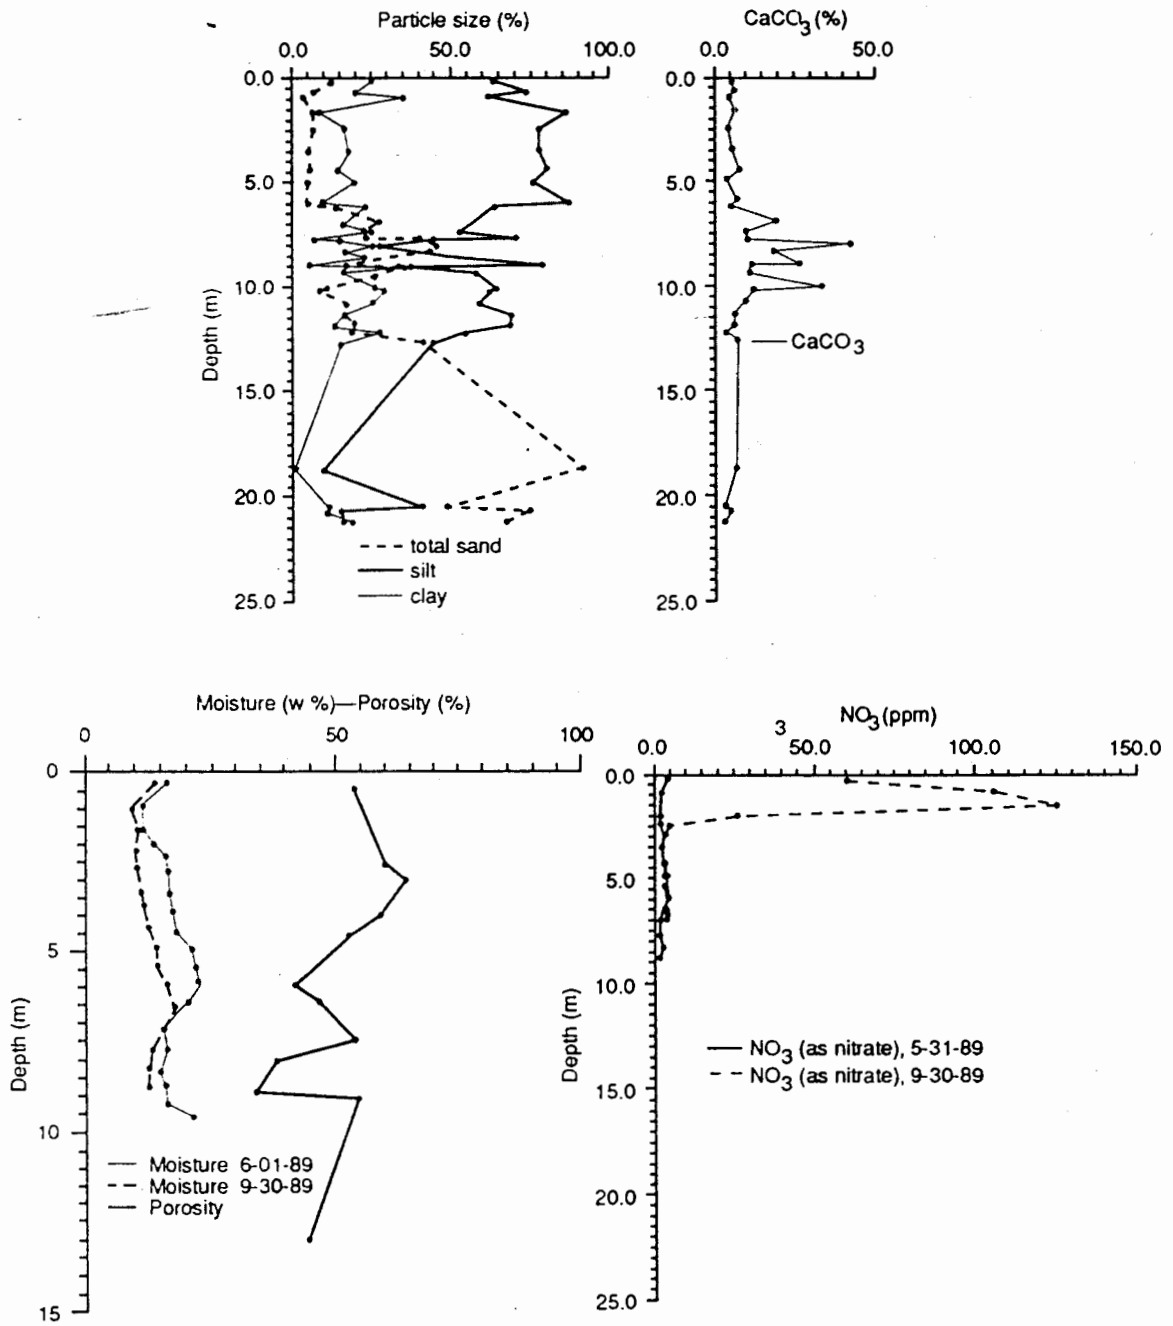 Particle size (%)
0.0 50.0 100.0
CaCO3 (%)
0.0 50.0
0.0
5.0
10.0
15.0
20.0
25.0
Depth (m)
total sand
silt
clay
0.0
5.0
10.0
15.0
20.0
25.0
CaCO3
Moisture (w %)—Porosity (%)
0 50 100
0
5
10
15
Depth (m)
Moisture 6-01-89
Moisture 9-30-89
Porosity
NO3 (ppm)
3
0.0 50.0 100.0 150.0
0.0
5.0
10.0
15.0
20.0
25.0
Depth (m)
NO3 (as nitrate), 5-31-89
NO3 (as nitrate), 9-30-89